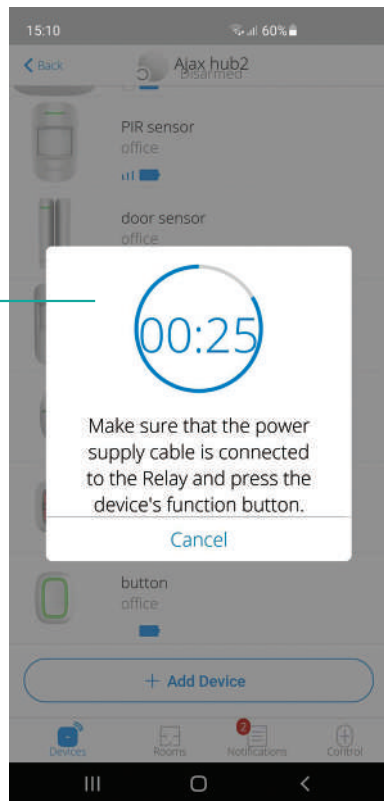 15:10
60%
Back
Ajax hub2
Disarmed
PIR sensor
office
door sensor
office
00:25
Make sure that the power
supply cable is connected
to the Relay and press the
device's function button.
Cancel
button
office
+ Add Device
2
Devices
Rooms
Notifications
Control